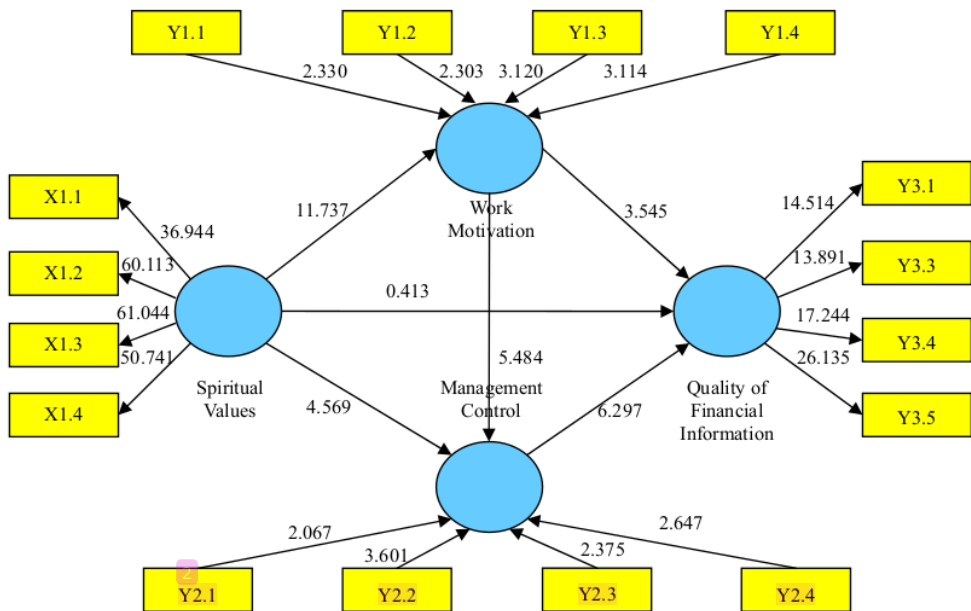 Y1.1
Y1.2
Y1.3
Y1.4
2.330
2.303
3.120
3.114
Work
Motivation
X1.1
X1.2
X1.3
X1.4
36.944
60.113
61.044
50.741
Spiritual
Values
11.737
0.413
4.569
3.545
5.484
6.297
Management
Control
Quality of
Financial
Information
14.514
13.891
17.244
26.135
Y3.1
Y3.3
Y3.4
Y3.5
2.067
3.601
2.375
2.647
2
Y2.1
Y2.2
Y2.3
Y2.4